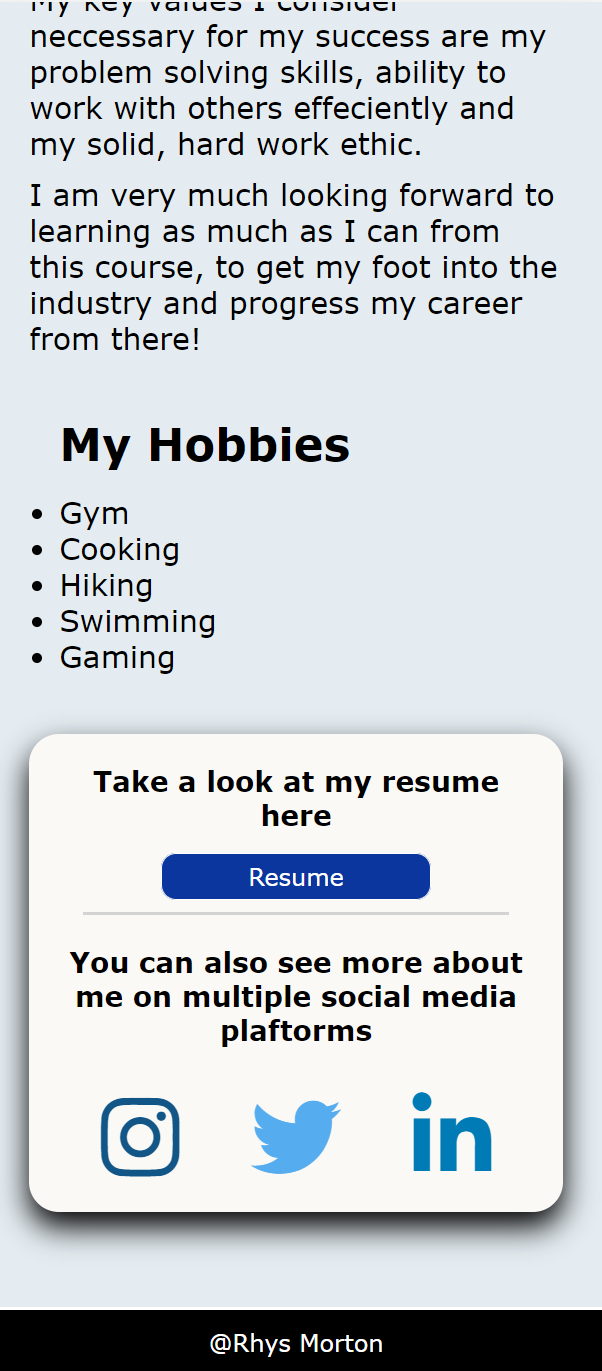 My key values I consider
neccessary for my success are my
problem solving skills, ability to
work with others effeciently and
my solid, hard work ethic.
I am very much looking forward to
learning as much as I can from
this course, to get my foot into the
industry and progress my career
from there!
My Hobbies
Gym
Cooking
Hiking
Swimming
Gaming
Take a look at my resume
here
Resume
You can also see more about
me on multiple social media
plaftorms
in
@Rhys Morton